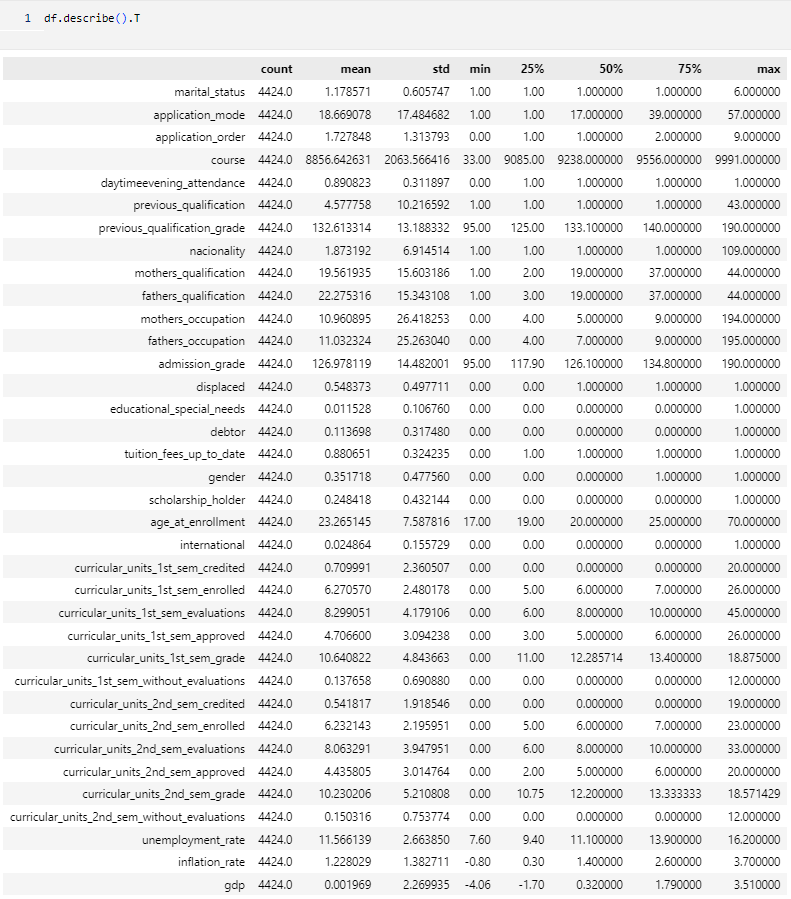 1 df.describe().T
count mean std min 25% 50% 75% max
marital_status 4424.0 1.178571 0.605747 1.00 1.00 1.000000 1.000000 6.000000
application_mode 4424.0 18.669078 17.484682 1.00 1.00 17.000000 39.000000 57.000000
application_order 4424.0 1.727848 1.313793 0.00 1.00 1.000000 2.000000 9.000000
course 4424.0 8856.642631 2063.566416 33.00 9085.00 9238.000000 9556.000000 9991.000000
daytimeevening_attendance 4424.0 0.890823 0.311897 0.00 1.00 1.000000 1.000000 1.000000
previous_qualification 4424.0 4.577758 10.216592 1.00 1.00 1.000000 1.000000 43.000000
previous_qualification_grade 4424.0 132.613314 13.188332 95.00 125.00 133.100000 140.000000 190.000000
nacionality 4424.0 1.873192 6.914514 1.00 1.00 1.000000 1.000000 109.000000
mothers_qualification 4424.0 19.561935 15.603186 1.00 2.00 19.000000 37.000000 44.000000
fathers_qualification 4424.0 22.275316 15.343108 1.00 3.00 19.000000 37.000000 44.000000
mothers_occupation 4424.0 10.960895 26.418253 0.00 4.00 5.000000 9.000000 194.000000
fathers_occupation 4424.0 11.032324 25.263040 0.00 4.00 7.000000 9.000000 195.000000
admission_grade 4424.0 126.978119 14.482001 95.00 117.90 126.100000 134.800000 190.000000
displaced 4424.0 0.548373 0.497711 0.00 0.00 1.000000 1.000000 1.000000
educational_special_needs 4424.0 0.011528 0.106760 0.00 0.00 0.000000 0.000000 1.000000
debtor 4424.0 0.113698 0.317480 0.00 0.00 0.000000 0.000000 1.000000
tuition_fees_up_to_date 4424.0 0.880651 0.324235 0.00 1.00 1.000000 1.000000 1.000000
gender 4424.0 0.351718 0.477560 0.00 0.00 0.000000 1.000000 1.000000
scholarship_holder 4424.0 0.248418 0.432144 0.00 0.00 0.000000 0.000000 1.000000
age_at_enrollment 4424.0 23.265145 7.587816 17.00 19.00 20.000000 25.000000 70.000000
international 4424.0 0.024864 0.155729 0.00 0.00 0.000000 0.000000 1.000000
curricular_units_1st_sem_credited 4424.0 0.709991 2.360507 0.00 0.00 0.000000 0.000000 20.000000
curricular_units_1st_sem_enrolled 4424.0 6.270570 2.480178 0.00 5.00 6.000000 7.000000 26.000000
curricular_units_1st_sem_evaluations 4424.0 8.299051 4.179106 0.00 6.00 8.000000 10.000000 45.000000
curricular_units_1st_sem_approved 4424.0 4.706600 3.094238 0.00 3.00 5.000000 6.000000 26.000000
curricular_units_1st_sem_grade 4424.0 10.640822 4.843663 0.00 11.00 12.285714 13.400000 18.875000
curricular_units_1st_sem_without_evaluations 4424.0 0.137658 0.690880 0.00 0.00 0.000000 0.000000 12.000000
curricular_units_2nd_sem_credited 4424.0 0.541817 1.918546 0.00 0.00 0.000000 0.000000 19.000000
curricular_units_2nd_sem_enrolled 4424.0 6.232143 2.195951 0.00 5.00 6.000000 7.000000 23.000000
curricular_units_2nd_sem_evaluations 4424.0 8.063291 3.947951 0.00 6.00 8.000000 10.000000 33.000000
curricular_units_2nd_sem_approved 4424.0 4.435805 3.014764 0.00 2.00 5.000000 6.000000 20.000000
curricular_units_2nd_sem_grade 4424.0 10.230206 5.210808 0.00 10.75 12.200000 13.333333 18.571429
curricular_units_2nd_sem_without_evaluations 4424.0 0.150316 0.753774 0.00 0.00 0.000000 0.000000 12.000000
unemployment_rate 4424.0 11.566139 2.663850 7.60 9.40 11.100000 13.900000 16.200000
inflation_rate 4424.0 1.228029 1.382711 -0.80 0.30 1.400000 2.600000 3.700000
gdp 4424.0 0.001969 2.269935 -4.06 -1.70 0.320000 1.790000 3.510000